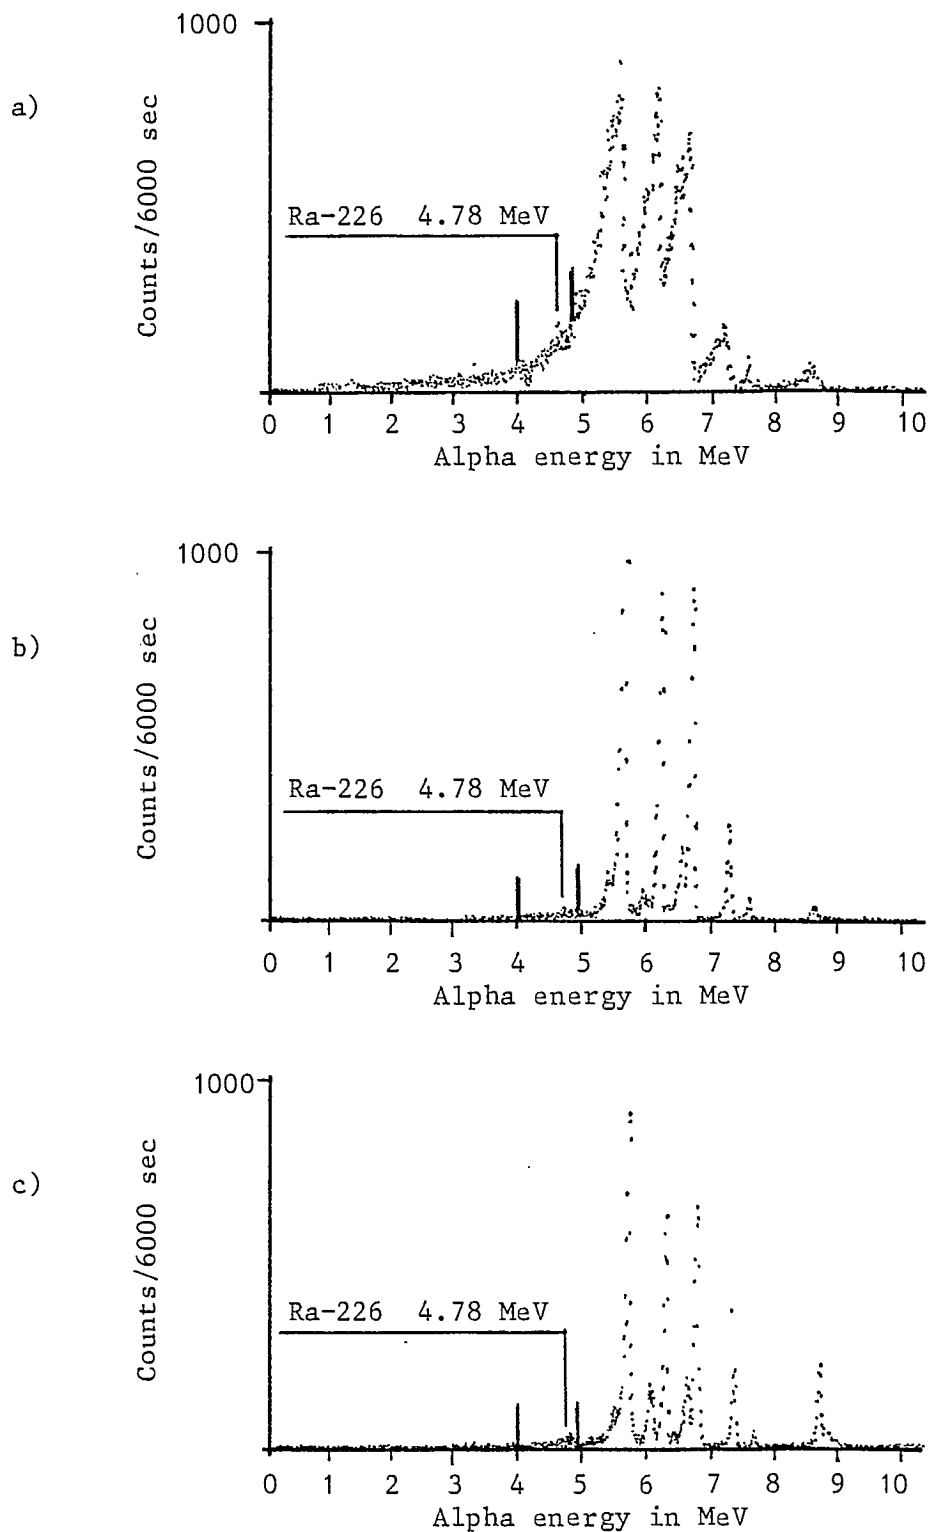 a)
1000
Counts/6000 sec
Ra-226 4.78 MeV
0 1 2 3 4 5 6 7 8 9 10
Alpha energy in MeV
b)
1000
Counts/6000 sec
Ra-226 4.78 MeV
0 1 2 3 4 5 6 7 8 9 10
Alpha energy in MeV
c)
1000
Counts/6000 sec
Ra-226 4.78 MeV
0 1 2 3 4 5 6 7 8 9 10
Alpha energy in MeV